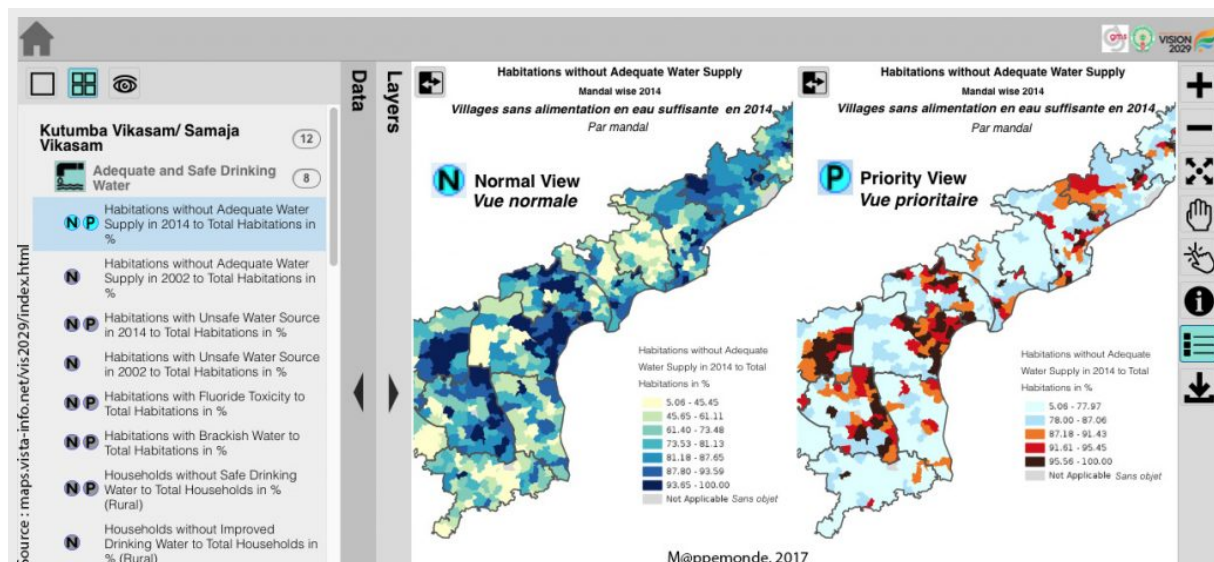 gms
VISION
2029
Kutumba Vikasam/ Samaja
Vikasam
12
Adequate and Safe Drinking
Water
8
N P Habitations without Adequate Water
Supply in 2014 to Total Habitations in
%
N Habitations without Adequate Water
Supply in 2002 to Total Habitations in
%
N P Habitations with Unsafe Water Source
in 2014 to Total Habitations in %
N Habitations with Unsafe Water Source
in 2002 to Total Habitations in %
N P Habitations with Fluoride Toxicity to
Total Habitations in %
N P Habitations with Brackish Water to
Total Habitations in %
N P Households without Safe Drinking
Water to Total Households in %
(Rural)
N Households without Improved
Drinking Water to Total Households in
% (Rural)
Source : maps.vista-info.net/vis2029/index.html
Data
Layers
Habitations without Adequate Water Supply
Mandal wise 2014
Villages sans alimentation en eau suffisante en 2014
Par mandal
N Normal View
Vue normale
Habitations without Adequate
Water Supply in 2014 to Total
Habitations in %
5.06 - 45.45
45.65 - 61.11
61.40 - 73.48
73.53 - 81.13
81.18 - 87.65
87.80 - 93.59
93.65 - 100.00
Not Applicable Sans objet
Habitations without Adequate Water Supply
Mandal wise 2014
Villages sans alimentation en eau suffisante en 2014
Par mandal
P Priority View
Vue prioritaire
Habitations without Adequate
Water Supply in 2014 to Total
Habitations in %
5.06 - 77.97
78.00 - 87.06
87.18 - 91.43
91.61 - 95.45
95.56 - 100.00
Not Applicable Sans objet
M@ppemonde, 2017